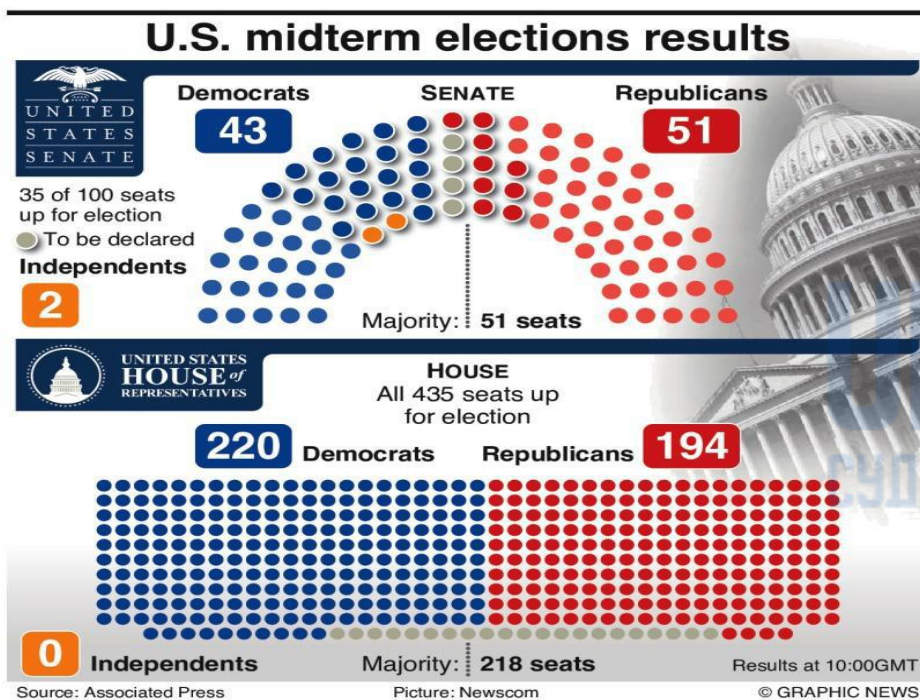 U.S. midterm elections results
UNITED
STATES
SENATE
Democrats
43
SENATE
Republicans
51
35 of 100 seats
up for election
To be declared
Independents
2
Majority: 51 seats
UNITED STATES
HOUSE of
REPRESENTATIVES
HOUSE
All 435 seats up
for election
220 Democrats
Republicans 194
0 Independents
Majority: 218 seats
Results at 10:00GMT
Source: Associated Press
Picture: Newscom
© GRAPHIC NEWS